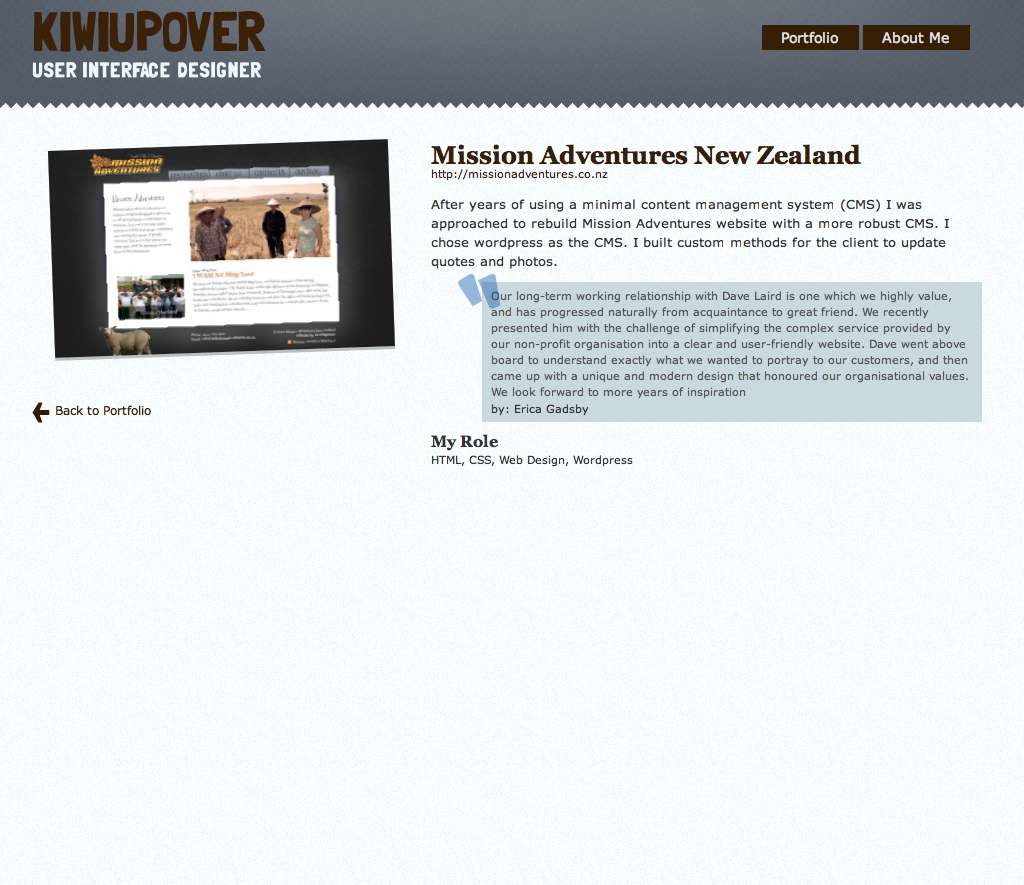 KIWIUPOVER
USER INTERFACE DESIGNER
Portfolio
About Me
MISSION
ADVENTURES
Mission Adventures
Mission Adventures New Zealand
http://missionadventures.co.nz
After years of using a minimal content management system (CMS) I was
approached to rebuild Mission Adventures website with a more robust CMS. I
chose wordpress as the CMS. I built custom methods for the client to update
quotes and photos.
Our long-term working relationship with Dave Laird is one which we highly value,
and has progressed naturally from acquaintance to great friend. We recently
presented him with the challenge of simplifying the complex service provided by
our non-profit organisation into a clear and user-friendly website. Dave went above
board to understand exactly what we wanted to portray to our customers, and then
came up with a unique and modern design that honoured our organisational values.
We look forward to more years of inspiration
by: Erica Gadsby
Back to Portfolio
My Role
HTML, CSS, Web Design, Wordpress